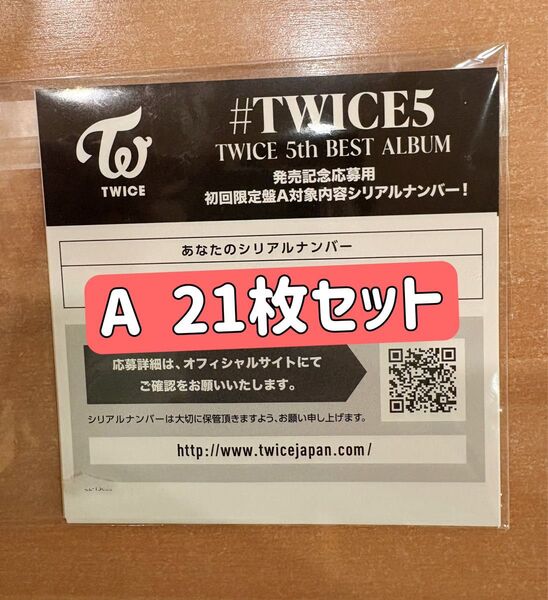 #TWICE5
TWICE 5th BEST ALBUM
TWICE
発売記念応募用
初回限定盤A対象内容シリアルナンバー!
あなたのシリアルナンバー
A 21枚セット
応募詳細は、オフィシャルサイトにて
ご確認をお願いいたします。
シリアルナンバーは大切に保管頂きますよう、お願い申し上げます。
http://www.twicejapan.com/